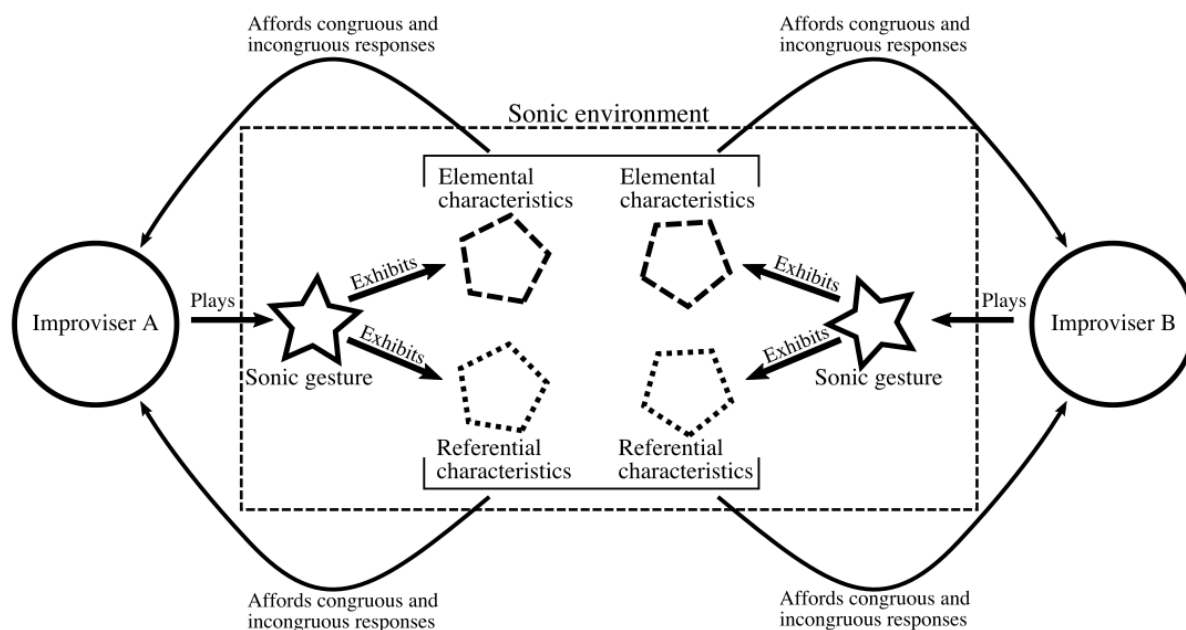 Affords congruous and
incongruous responses
Affords congruous and
incongruous responses
Sonic environment
Elemental
characteristics
Elemental
characteristics
Exhibits
Exhibits
Plays
Plays
Improviser A
Improviser B
Exhibits
Exhibits
Sonic gesture
Sonic gesture
Referential
characteristics
Referential
characteristics
Affords congruous and
incongruous responses
Affords congruous and
incongruous responses